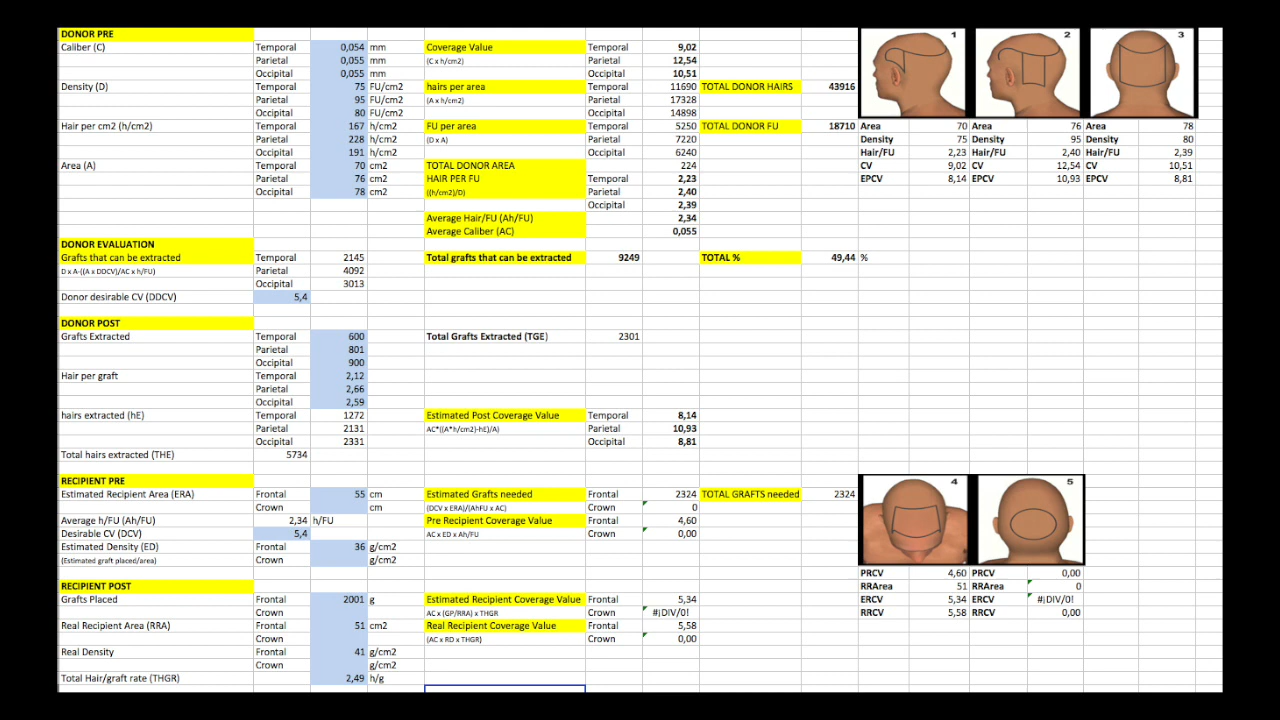 DONOR PRE 1 2 3
Caliber (C) Temporal 0,054 mm Coverage Value Temporal 9,02
Parietal 0,055 mm (C x h/cm2) Parietal 12,54
Occipital 0,055 mm Occipital 10,51
Density (D) Temporal 75 FU/cm2 hairs per area Temporal 11690 TOTAL DONOR HAIRS 43916
Parietal 95 FU/cm2 (A x h/cm2) Parietal 17328
Occipital 80 FU/cm2 Occipital 14898
Hair per cm2 (h/cm2) Temporal 167 h/cm2 FU per area Temporal 5250 TOTAL DONOR FU 18710 Area 70 Area 76 Area 78
Parietal 228 h/cm2 (D x A) Parietal 7220 Density 75 Density 95 Density 80
Occipital 191 h/cm2 Occipital 6240 Hair/FU 2,23 Hair/FU 2,40 Hair/FU 2,39
Area (A) Temporal 70 cm2 TOTAL DONOR AREA 224 CV 9,02 CV 12,54 CV 10,51
Parietal 76 cm2 HAIR PER FU Temporal 2,23 EPCV 8,14 EPCV 10,93 EPCV 8,81
Occipital 78 cm2 ((h/cm2)/D) Parietal 2,40
Occipital 2,39
Average Hair/FU (Ah/FU) 2,34
Average Caliber (AC) 0,055
DONOR EVALUATION
Grafts that can be extracted Temporal 2145 Total grafts that can be extracted 9249 TOTAL % 49,44 %
D x A-((A x DDCV)/AC x h/FU) Parietal 4092
Occipital 3013
Donor desirable CV (DDCV) 5,4
DONOR POST
Grafts Extracted Temporal 600 Total Grafts Extracted (TGE) 2301
Parietal 801
Occipital 900
Hair per graft Temporal 2,12
Parietal 2,66
Occipital 2,59
hairs extracted (hE) Temporal 1272 Estimated Post Coverage Value Temporal 8,14
Parietal 2131 AC*((A*h/cm2)-hE)/A) Parietal 10,93
Occipital 2331 Occipital 8,81
Total hairs extracted (THE) 5734
RECIPIENT PRE 4 5
Estimated Recipient Area (ERA) Frontal 55 cm Estimated Grafts needed Frontal 2324 TOTAL GRAFTS needed 2324
Crown cm (DCV x ERA)/(AhFU x AC) Crown 0
Average h/FU (Ah/FU) 2,34 h/FU Pre Recipient Coverage Value Frontal 4,60
Desirable CV (DCV) 5,4 AC x ED x Ah/FU Crown 0,00
Estimated Density (ED) Frontal 36 g/cm2
(Estimated graft placed/area) Crown g/cm2
PRCV 4,60 PRCV 0,00
RECIPIENT POST RRArea 51 RRArea 0
Grafts Placed Frontal 2001 g Estimated Recipient Coverage Value Frontal 5,34 ERCV 5,34 ERCV #¡DIV/0!
Crown AC x (GP/RRA) x THGR Crown #¡DIV/0! RRCV 5,58 RRCV 0,00
Real Recipient Area (RRA) Frontal 51 cm2 Real Recipient Coverage Value Frontal 5,58
Crown (AC x RD x THGR) Crown 0,00
Real Density Frontal 41 g/cm2
Crown g/cm2
Total Hair/graft rate (THGR) 2,49 h/g